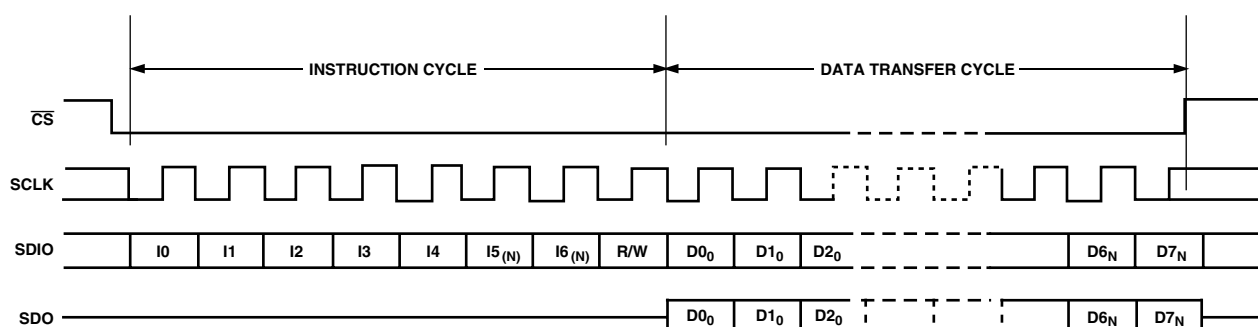 INSTRUCTION CYCLE DATA TRANSFER CYCLE
CS
SCLK
SDIO I0 I1 I2 I3 I4 I5(N) I6(N) R/W D00 D10 D20 D6N D7N
SDO D00 D10 D20 D6N D7N